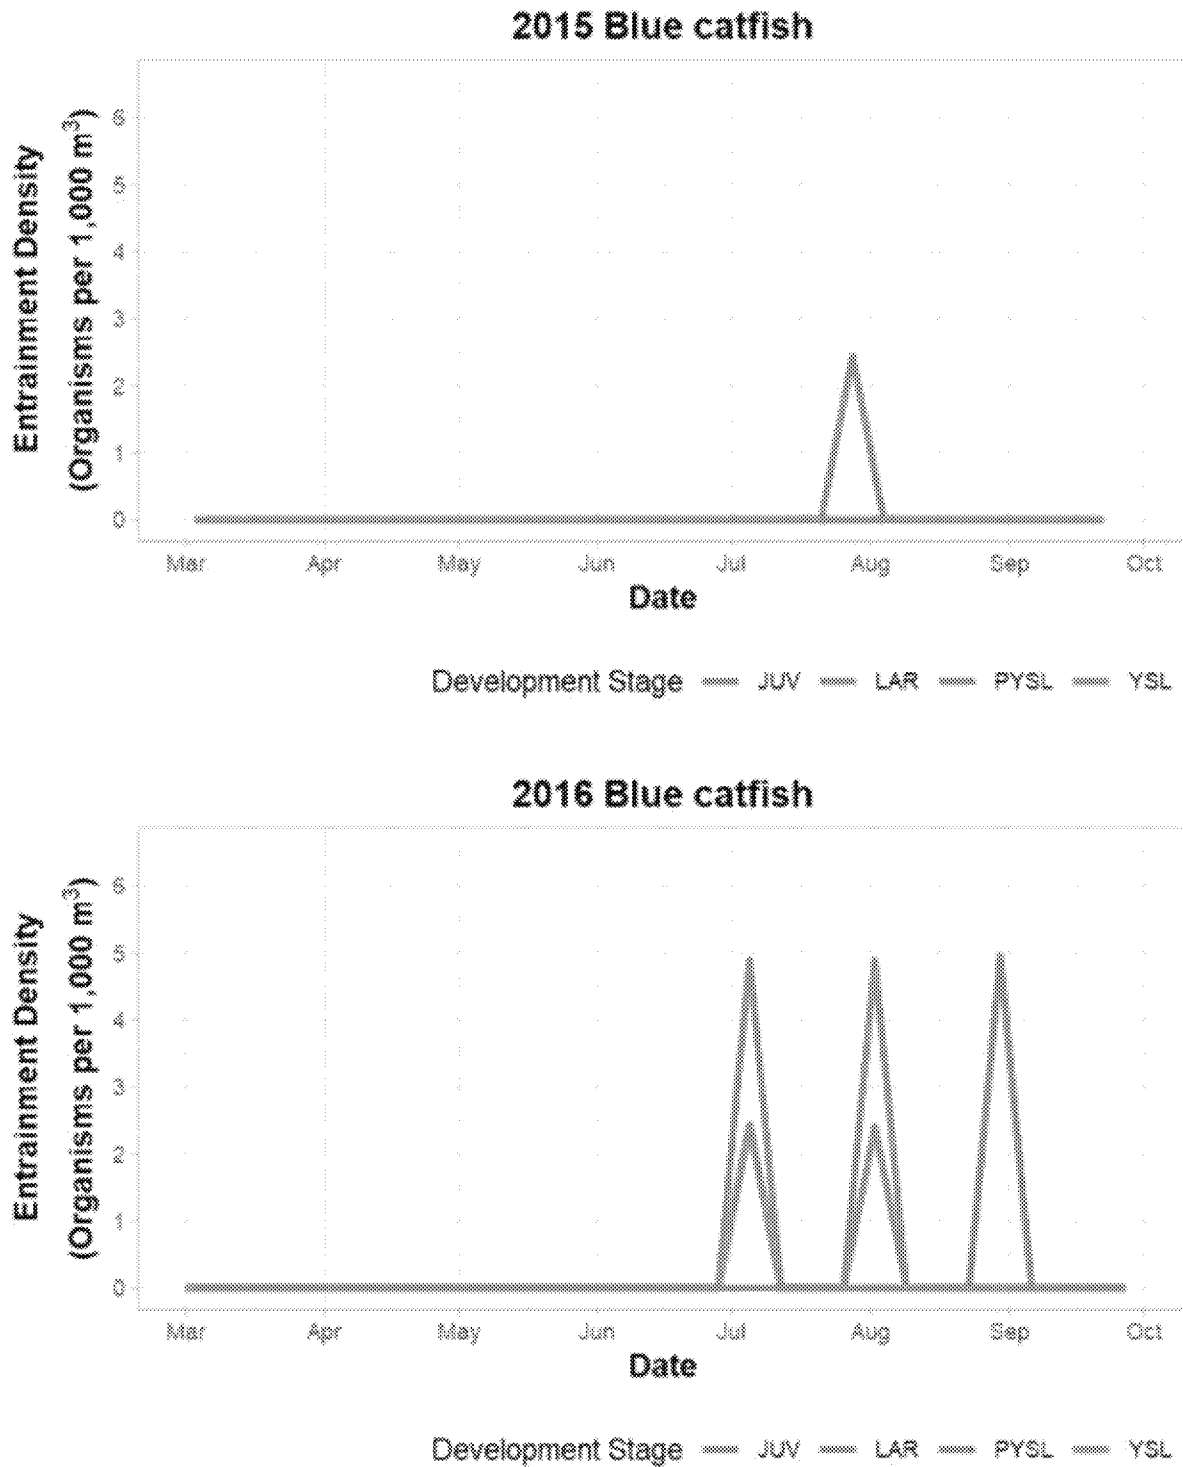 2015 Blue catfish
Entrainment Density
(Organisms per 1,000 m³)
6
5
4
3
2
1
0
Mar Apr May Jun Jul Aug Sep Oct
Date
Development Stage JUV LAR PYSL YSL
2016 Blue catfish
Entrainment Density
(Organisms per 1,000 m³)
6
5
4
3
2
1
0
Mar Apr May Jun Jul Aug Sep Oct
Date
Development Stage JUV LAR PYSL YSL